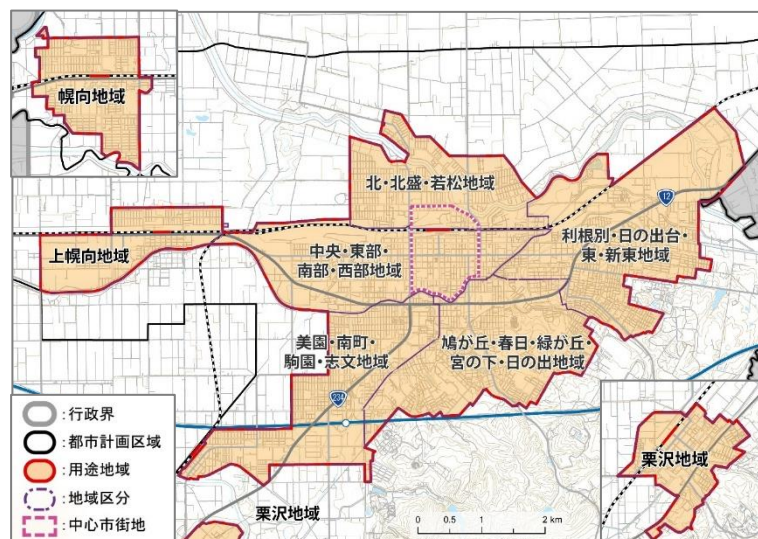 幌向地域
北・北盛・若松地域
12
上幌向地域
中央・東部・
南部・西部地域
利根別・日の出台・
東・新東地域
美園・南町・
駒園・志文地域
鳩が丘・春日・緑が丘・
宮の下・日の出地域
234
:行政界
:都市計画区域
:用途地域
:地域区分
:中心市街地
栗沢地域
栗沢地域
0 0.5 1 2 km